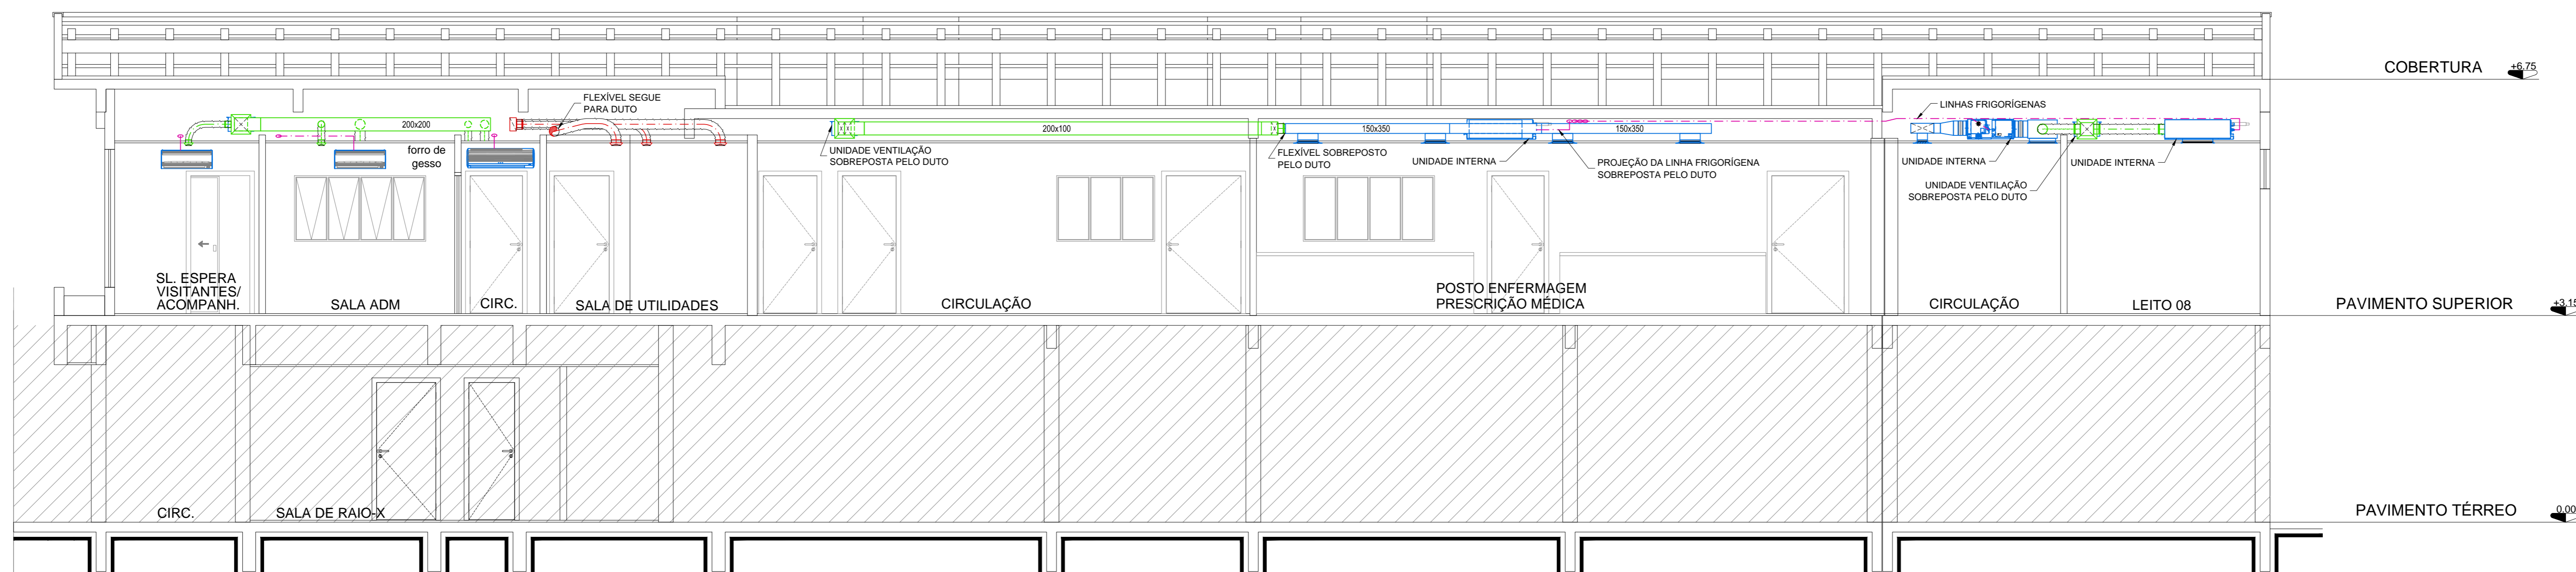 COBERTURA
+6,75
FLEXÍVEL SEGUE
PARA DUTO
LINHAS FRIGORÍGENAS
200x200
200x100
150x350
150x350
forro de
gesso
UNIDADE VENTILAÇÃO
SOBREPOSTA PELO DUTO
FLEXÍVEL SOBREPOSTO
PELO DUTO
UNIDADE INTERNA
PROJEÇÃO DA LINHA FRIGORÍGENA
SOBREPOSTA PELO DUTO
UNIDADE INTERNA
UNIDADE VENTILAÇÃO
SOBREPOSTA PELO DUTO
UNIDADE INTERNA
SL. ESPERA
VISITANTES/
ACOMPANH.
SALA ADM
CIRC.
SALA DE UTILIDADES
CIRCULAÇÃO
POSTO ENFERMAGEM
PRESCRIÇÃO MÉDICA
CIRCULAÇÃO
LEITO 08
PAVIMENTO SUPERIOR
+3,15
CIRC.
SALA DE RAIO-X
PAVIMENTO TÉRREO
0,00